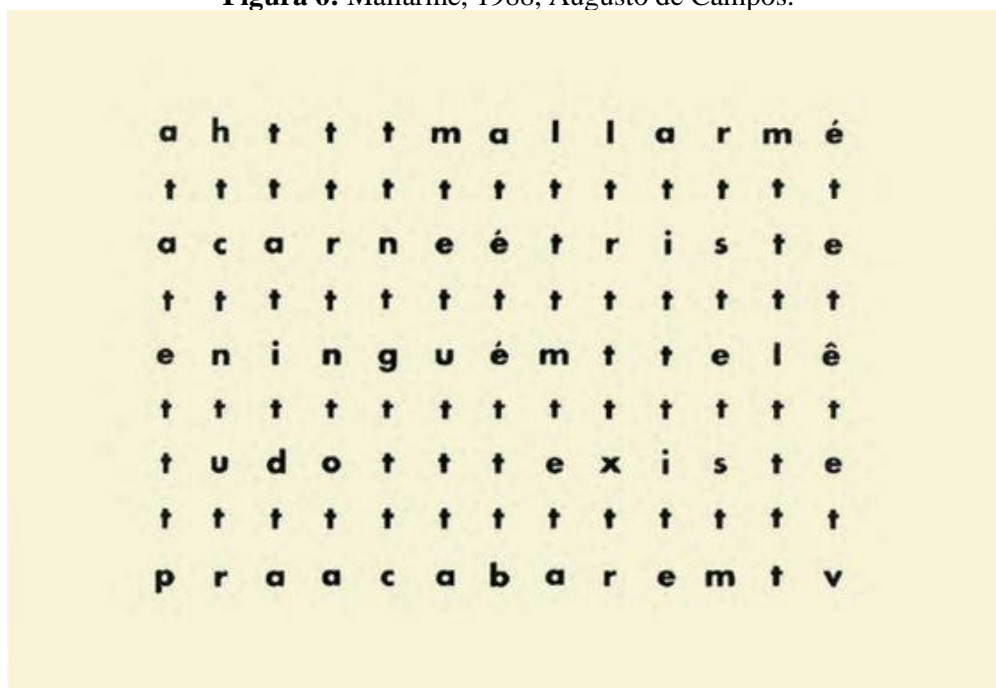 Figura 6: Mallarmé, 1988, Augusto de Campos.
a h t t t m a l l a r m é
t t t t t t t t t t t t t
a c a r n e é t r i s t e
t t t t t t t t t t t t t
e n i n g u é m t t e l ê
t t t t t t t t t t t t t
t u d o t t t e x i s t e
t t t t t t t t t t t t t
p r a a c a b a r e m t v